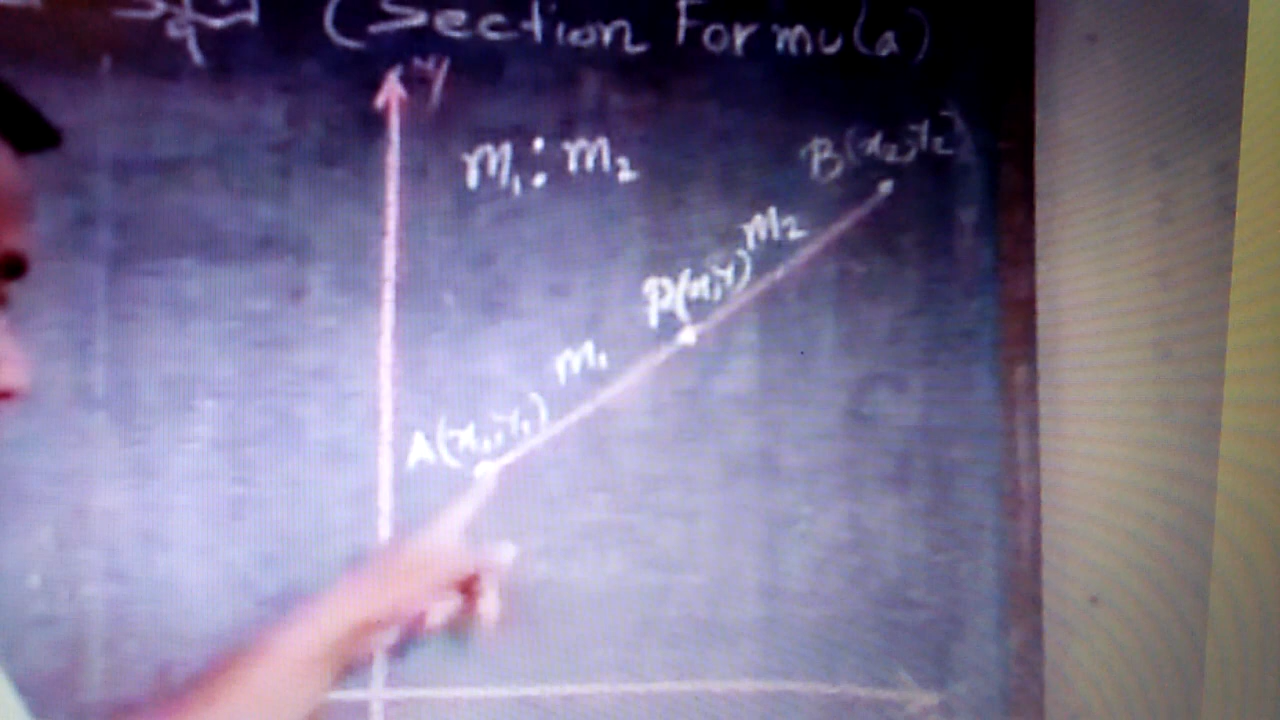 (Section Formula)
y
m₁ : m₂
B(x₂, y₂)
m₂
P(x, y)
m₁
A(x₁, y₁)